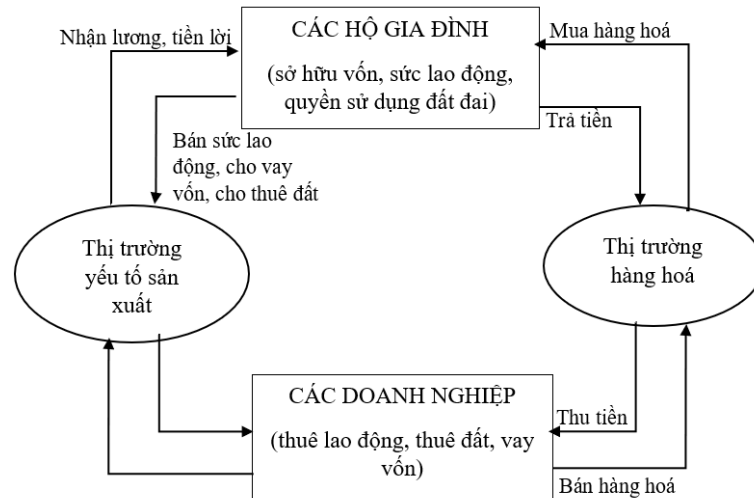 Nhận lương, tiền lời
CÁC HỘ GIA ĐÌNH
(sở hữu vốn, sức lao động,
quyền sử dụng đất đai)
Mua hàng hoá
Trả tiền
Bán sức lao
động, cho vay
vốn, cho thuê đất
Thị trường
yếu tố sản
xuất
Thị trường
hàng hoá
CÁC DOANH NGHIỆP
(thuê lao động, thuê đất, vay
vốn)
Thu tiền
Bán hàng hoá